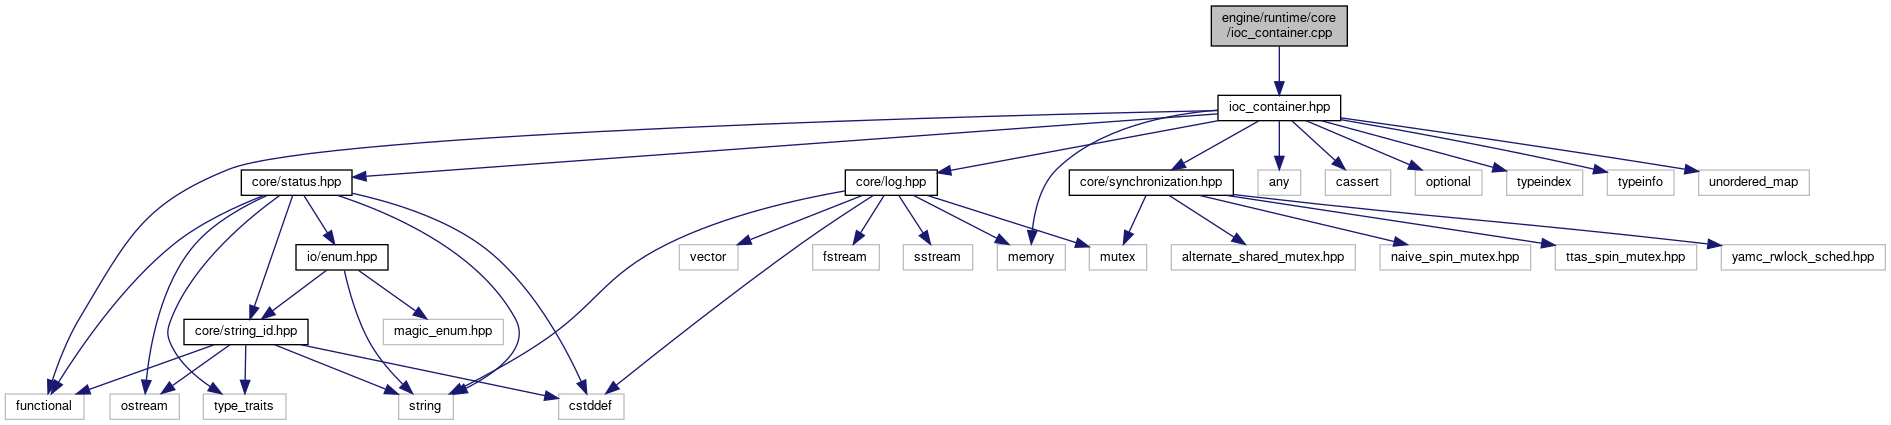 engine/runtime/core
/ioc_container.cpp
ioc_container.hpp
core/status.hpp
core/log.hpp
core/synchronization.hpp
any
cassert
optional
typeindex
typeinfo
unordered_map
io/enum.hpp
vector
fstream
sstream
memory
mutex
alternate_shared_mutex.hpp
naive_spin_mutex.hpp
ttas_spin_mutex.hpp
yamc_rwlock_sched.hpp
core/string_id.hpp
magic_enum.hpp
functional
ostream
type_traits
string
cstddef